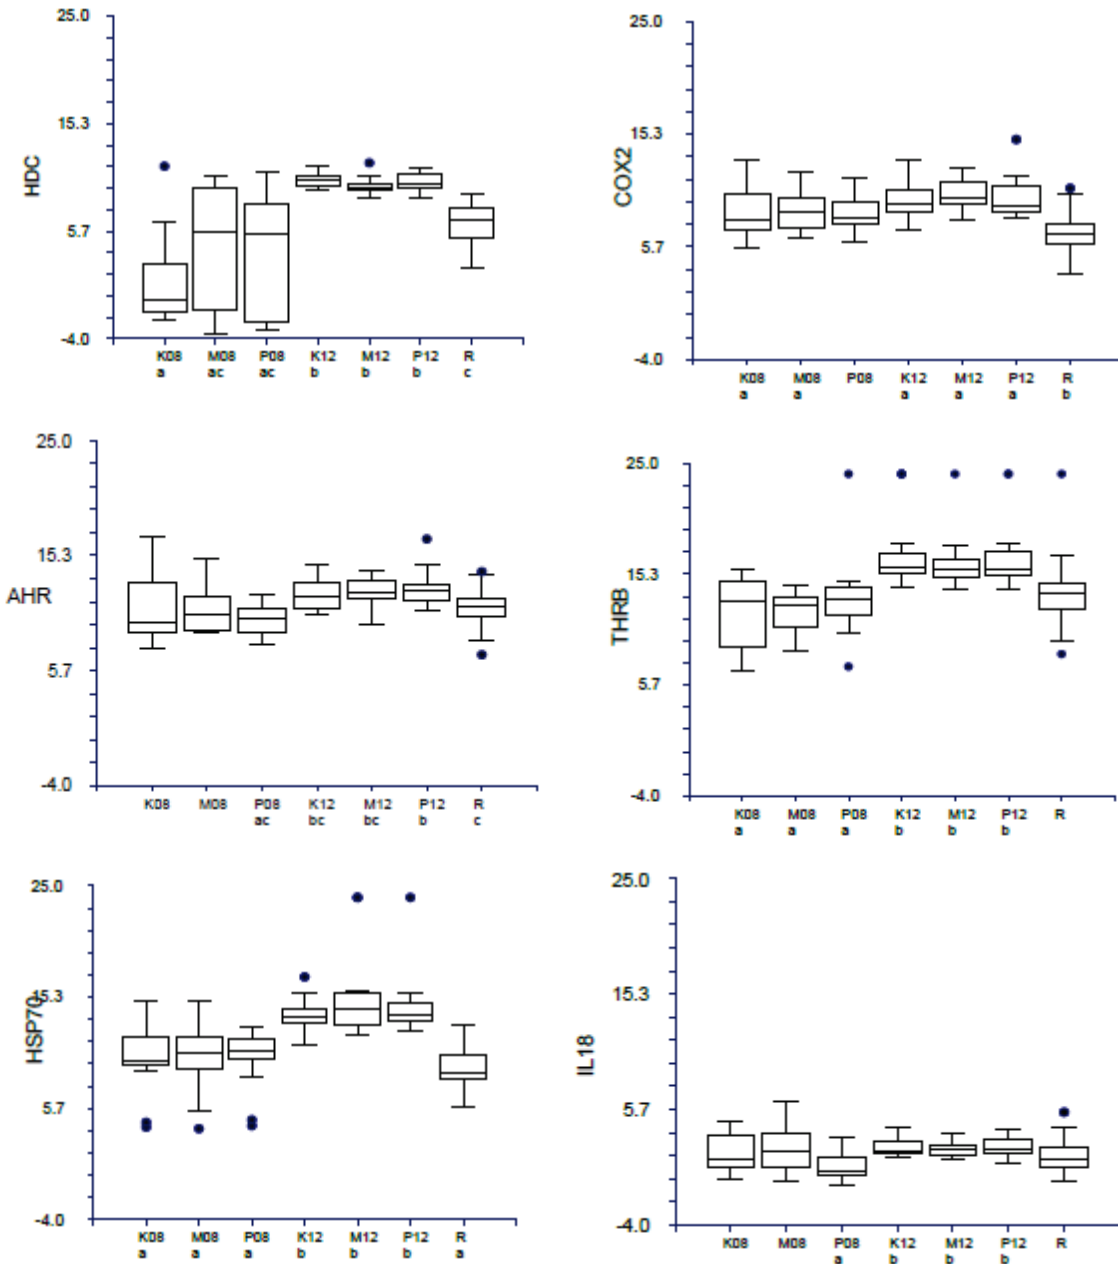 25.0
15.3
HDC
5.7
-4.0
K08 M08 P08 K12 M12 P12 R
a ac ac b b b c
25.0
15.3
COX2
5.7
-4.0
K08 M08 P08 K12 M12 P12 R
a a a a a b
25.0
15.3
AHR
5.7
-4.0
K08 M08 P08 K12 M12 P12 R
ac bc bc b c
25.0
15.3
THRB
5.7
-4.0
K08 M08 P08 K12 M12 P12 R
a a a b b b
25.0
15.3
HSP70
5.7
-4.0
K08 M08 P08 K12 M12 P12 R
a a a b b b a
25.0
15.3
IL18
5.7
-4.0
K08 M08 P08 K12 M12 P12 R
a b b b